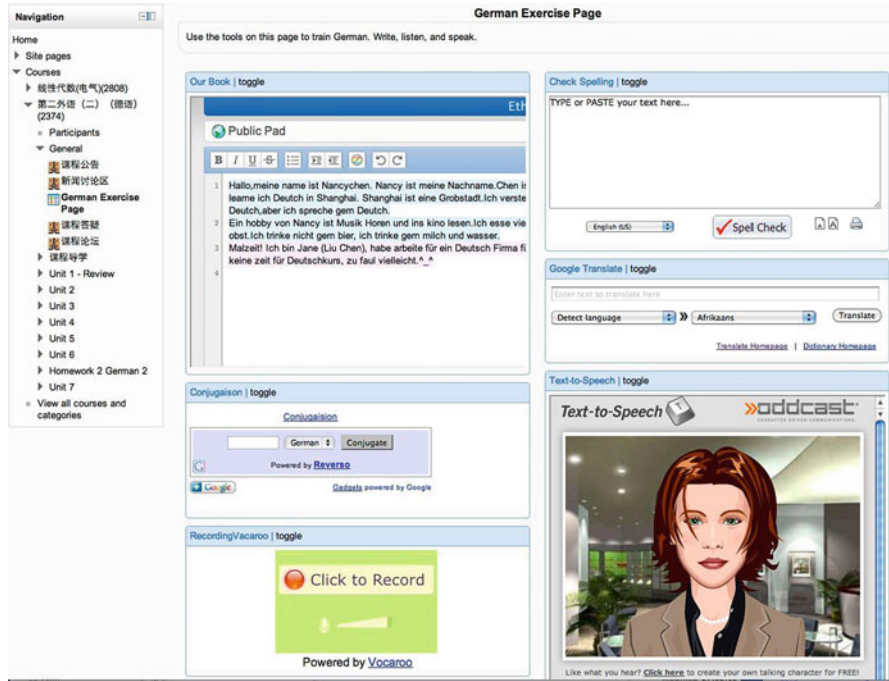 German Exercise Page
Use the tools on this page to train German. Write, listen, and speak.
Navigation
Home
Site pages
Courses
线性代数(电气)(2808)
第二外语（二）（德语）
(2374)
Participants
General
课程公告
新闻讨论区
German Exercise
Page
课程答疑
课程论坛
课程导学
Unit 1 - Review
Unit 2
Unit 3
Unit 4
Unit 5
Unit 6
Homework 2 German 2
Unit 7
View all courses and
categories
Our Book | toggle
Eth
Public Pad
B I U S
1 Hallo,meine name ist Nancychen. Nancy ist meine Nachname.Chen is
learne ich Deutch in Shanghai. Shanghai ist eine Grobstadt.Ich verste
Deutch,aber ich spreche gern Deutch.
2 Ein hobby von Nancy ist Musik Horen und ins kino lesen.Ich esse vie
obst.Ich trinke nicht gem bier, ich trinke gem milch und wasser.
3 Malzeit! Ich bin Jane (Liu Chen), habe arbeite für ein Deutsch Firma fü
keine zeit für Deutschkurs, zu faul vielleicht.^_^
4
Conjugaison | toggle
Conjugaision
German Conjugate
Powered by Reverso
Google
Gadgets powered by Google
RecordingVacaroo | toggle
Click to Record
Powered by Vocaroo
Check Spelling | toggle
TYPE or PASTE your text here...
English (US)
Spell Check
A A
Google Translate | toggle
Enter text to translate here
Detect language » Afrikaans Translate
Translate Homepage | Dictionary Homepage
Text-to-Speech | toggle
Text-to-Speech T
oddcast
CHARACTER DRIVEN COMMUNICATIONS
Like what you hear? Click here to create your own talking character for FREE!